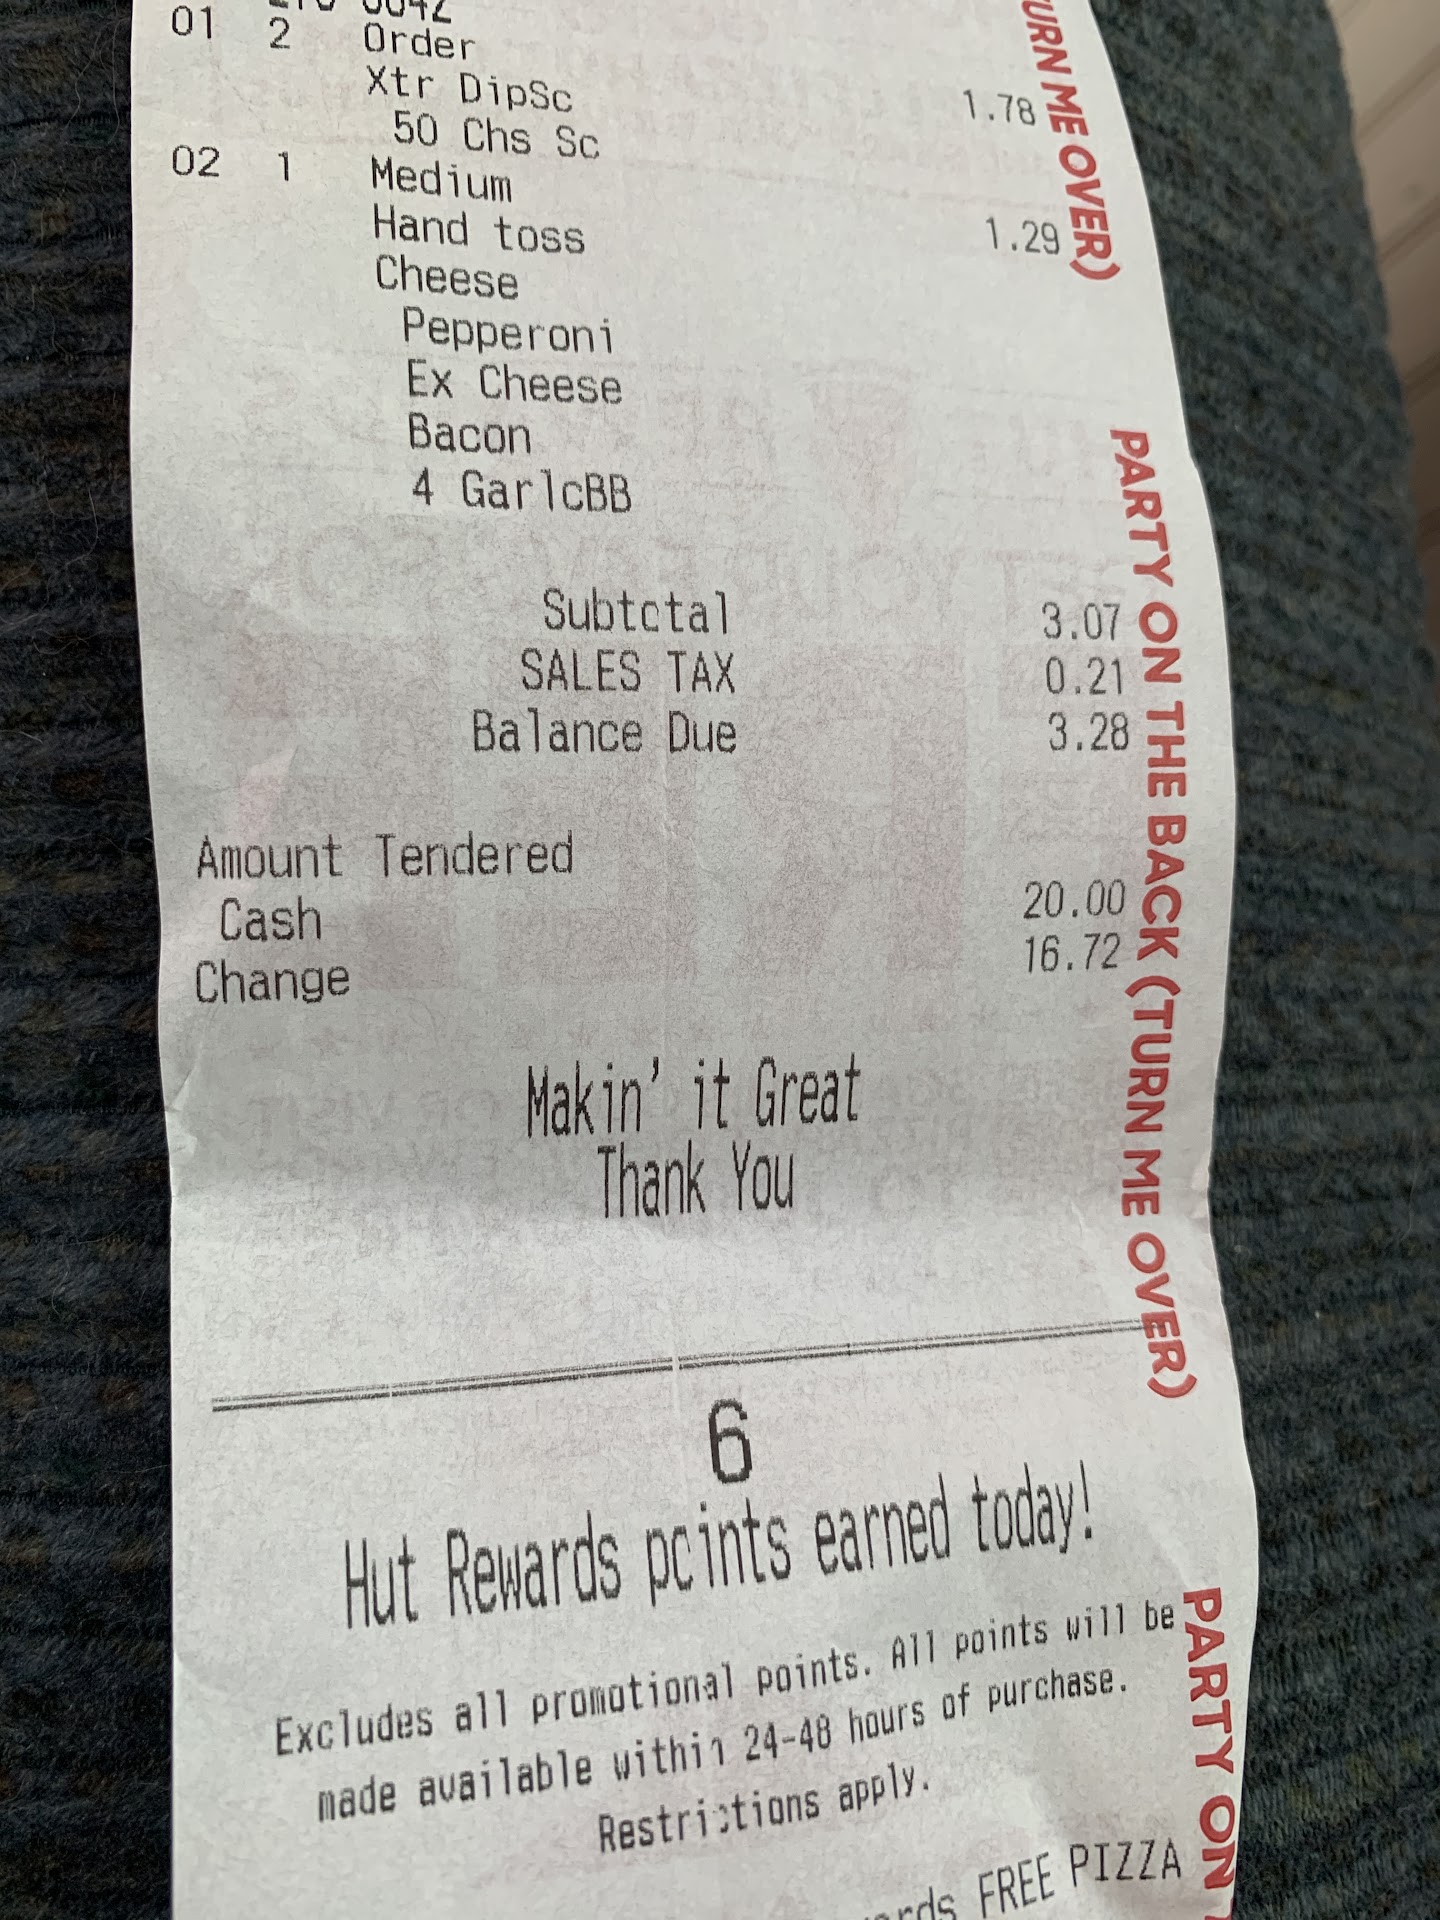 01 2 Order
Xtr DipSc 1.78
50 Chs Sc
02 1 Medium
Hand toss 1.29
Cheese
Pepperoni
Ex Cheese
Bacon
4 GarlcBB
Subtotal 3.07
SALES TAX 0.21
Balance Due 3.28
Amount Tendered
Cash 20.00
Change 16.72
Makin' it Great
Thank You
6
Hut Rewards points earned today!
Excludes all promotional points. All points will be
made available within 24-48 hours of purchase.
Restrictions apply.
FREE PIZZA
TURN ME OVER)
PARTY ON THE BACK (TURN ME OVER)
PARTY ON